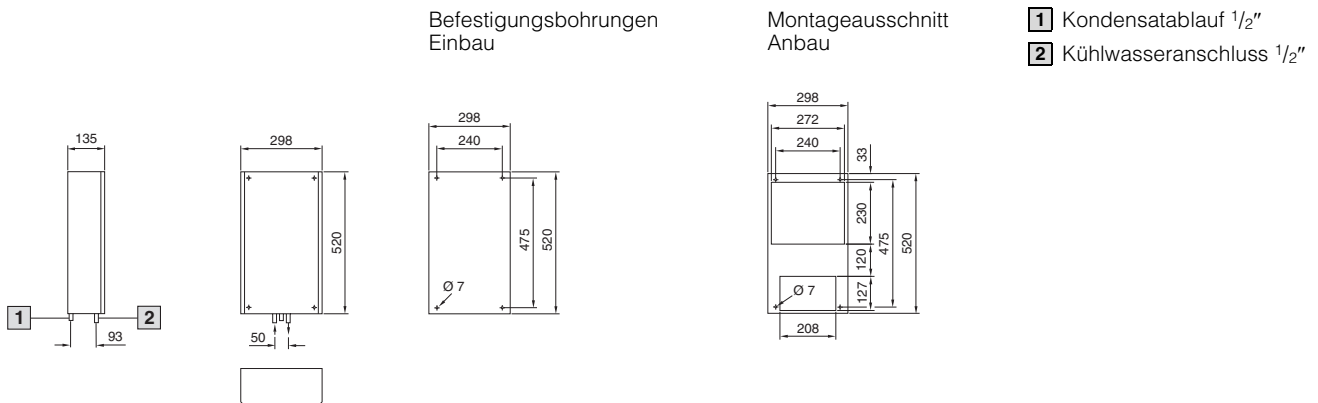 Befestigungsbohrungen
Einbau
Montageausschnitt
Anbau
1 Kondensatablauf 1/2″
2 Kühlwasseranschluss 1/2″
135
1
2
93
298
520
50
298
240
475
520
Ø 7
298
272
240
33
230
475
520
120
127
Ø 7
208